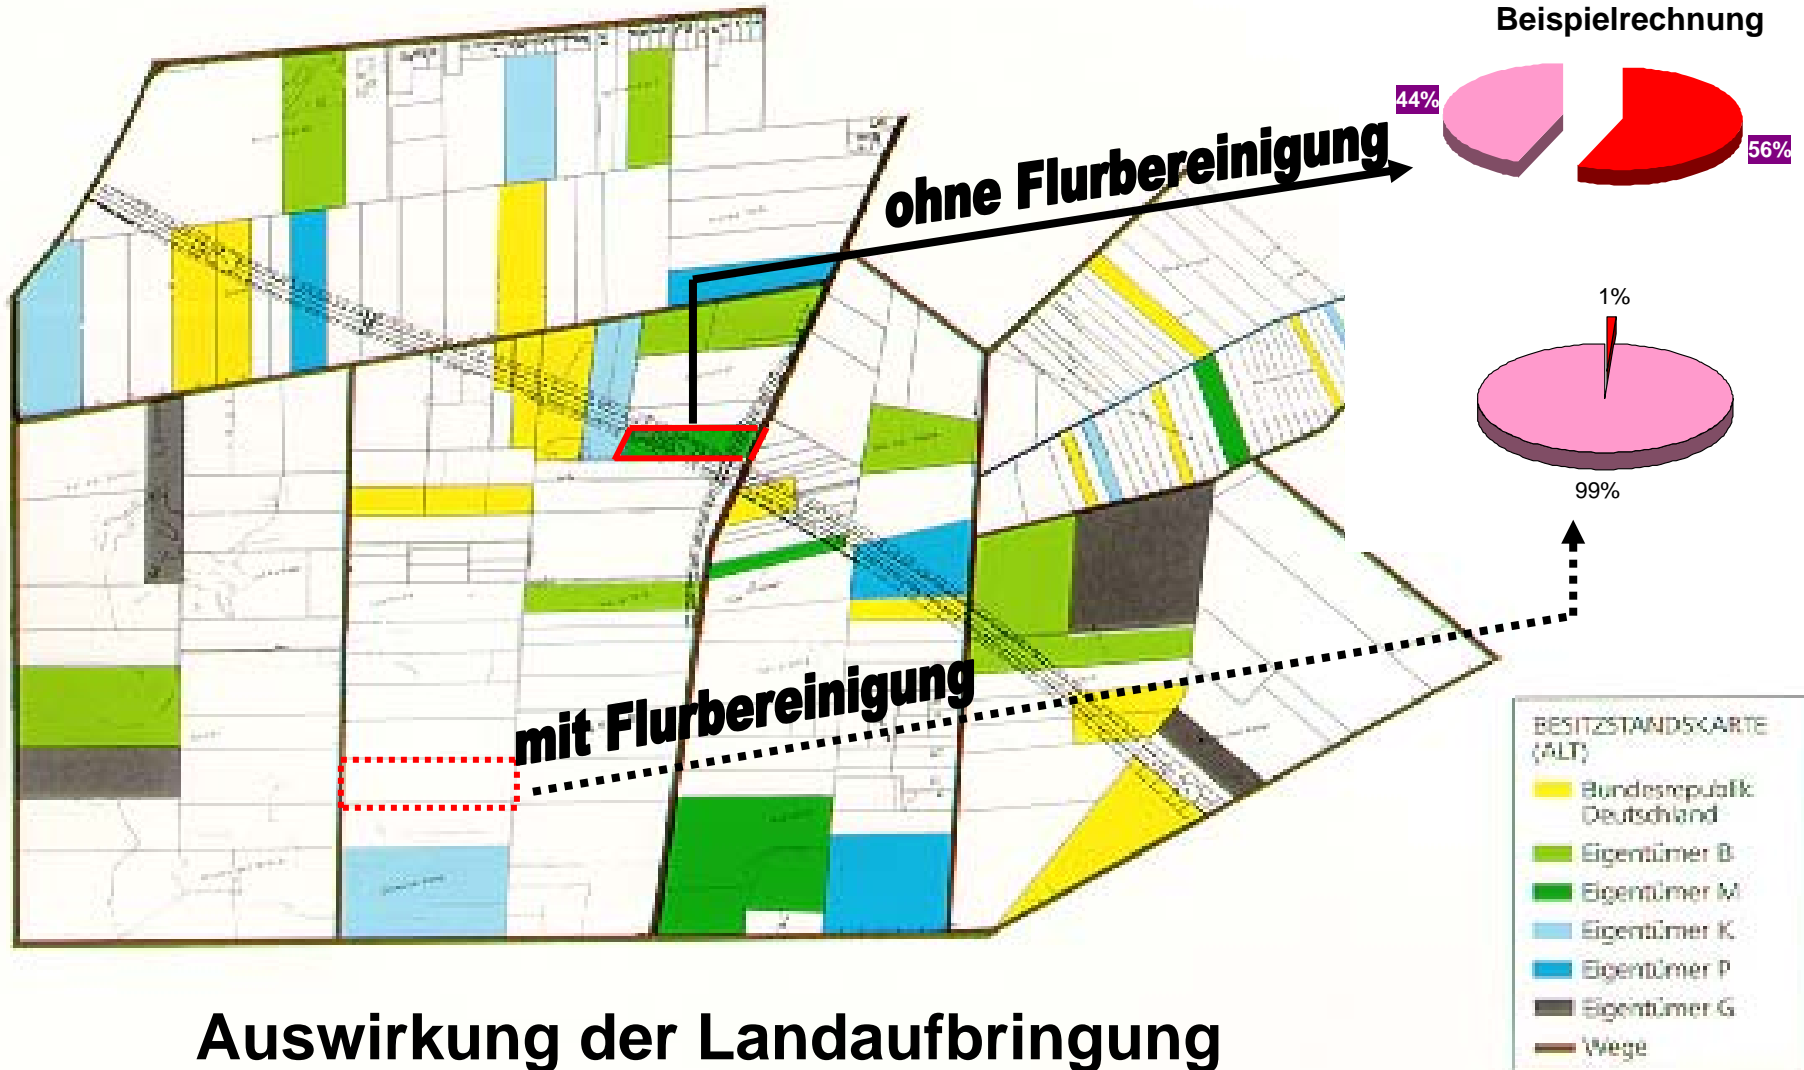 Beispielrechnung
44%
56%
ohne Flurbereinigung
1%
99%
mit Flurbereinigung
BESITZSTANDSKARTE
(ALT)
Bundesrepublik
Deutschland
Eigentümer B
Eigentümer M
Eigentümer K
Eigentümer P
Eigentümer G
Wege
Auswirkung der Landaufbringung